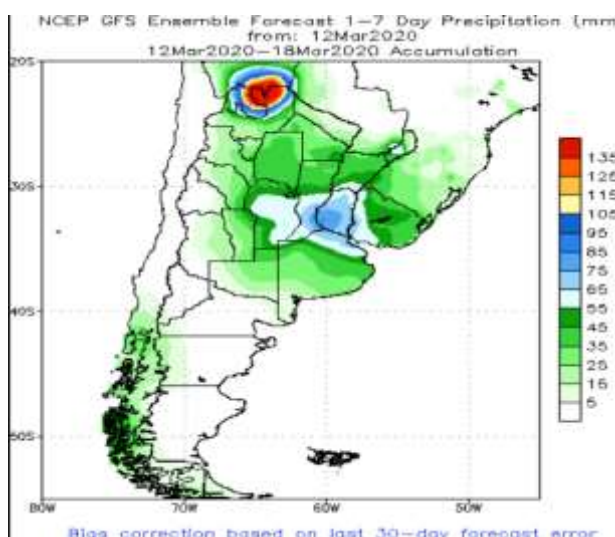 NCEP GFS Ensemble Forecast 1-7 Day Precipitation (mm
from: 12Mar2020
12Mar2020-18Mar2020 Accumulation
20S
30S
40S
50S
80W
70W
60W
50W
135
125
115
105
95
85
75
65
55
45
35
25
15
5
Bias correction based on last 30-day forecast error